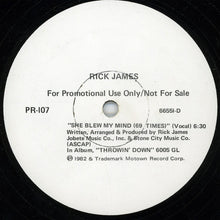 RICK JAMES
For Promotional Use Only/Not For Sale
PR-107
6655i-D
"SHE BLEW MY MIND (69 TIMES)" (Vocal) 6:30
Written, Arranged & Produced by Rick James
Jobete Music Co., Inc. & Stone City Music Co.
(ASCAP)
In Album, "THROWIN' DOWN" 6005 GL
℗1982 & Trademark Motown Record Corp.